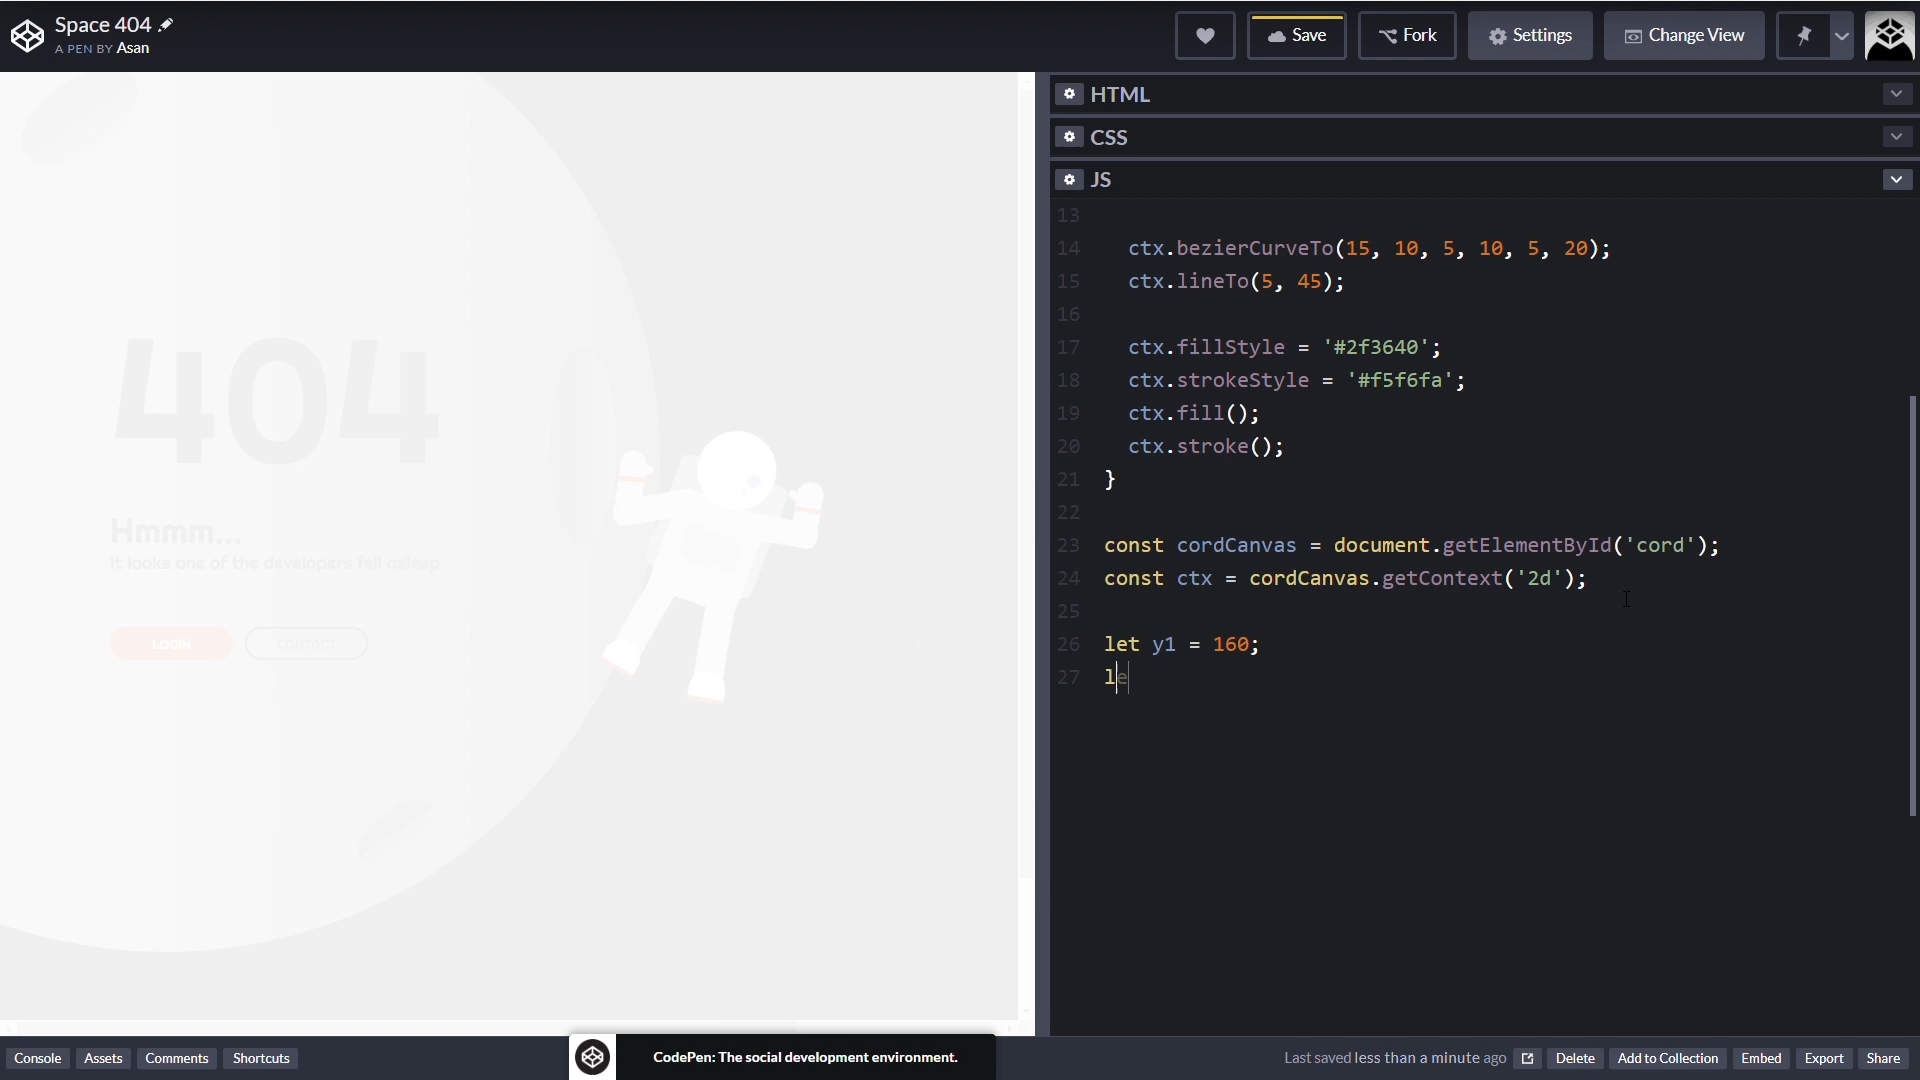 Space 404
A PEN BY Asan
Save
Fork
Settings
Change View
404
Hmmm...
It looks one of the developers fell asleep
LOGIN
CONTACT
HTML
CSS
JS
13
14 ctx.bezierCurveTo(15, 10, 5, 10, 5, 20);
15 ctx.lineTo(5, 45);
16
17 ctx.fillStyle = '#2f3640';
18 ctx.strokeStyle = '#f5f6fa';
19 ctx.fill();
20 ctx.stroke();
21 }
22
23 const cordCanvas = document.getElementById('cord');
24 const ctx = cordCanvas.getContext('2d');
25
26 let y1 = 160;
27 le
Console
Assets
Comments
Shortcuts
CodePen: The social development environment.
Last saved less than a minute ago
Delete
Add to Collection
Embed
Export
Share